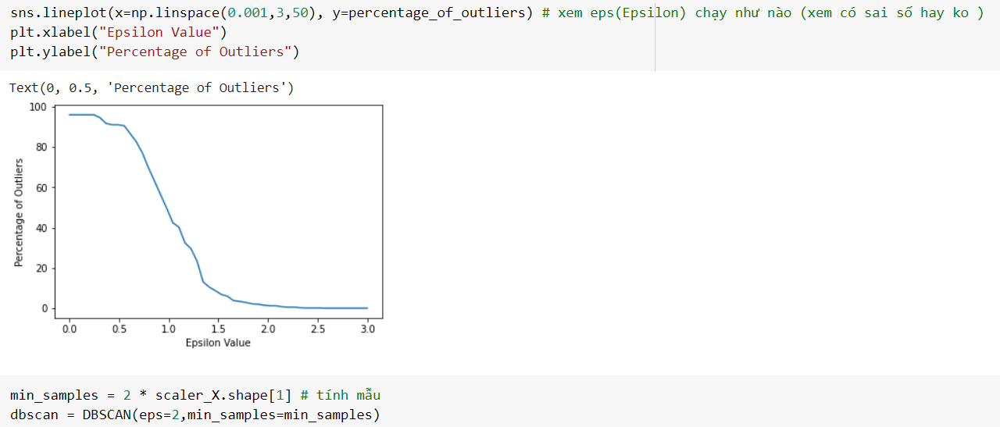 sns.lineplot(x=np.linspace(0.001,3,50), y=percentage_of_outliers) # xem eps(Epsilon) chạy như nào (xem có sai số hay ko )
plt.xlabel("Epsilon Value")
plt.ylabel("Percentage of Outliers")
Text(0, 0.5, 'Percentage of Outliers')
100
80
60
40
20
0
Percentage of Outliers
0.0 0.5 1.0 1.5 2.0 2.5 3.0
Epsilon Value
min_samples = 2 * scaler_X.shape[1] # tính mẫu
dbscan = DBSCAN(eps=2,min_samples=min_samples)